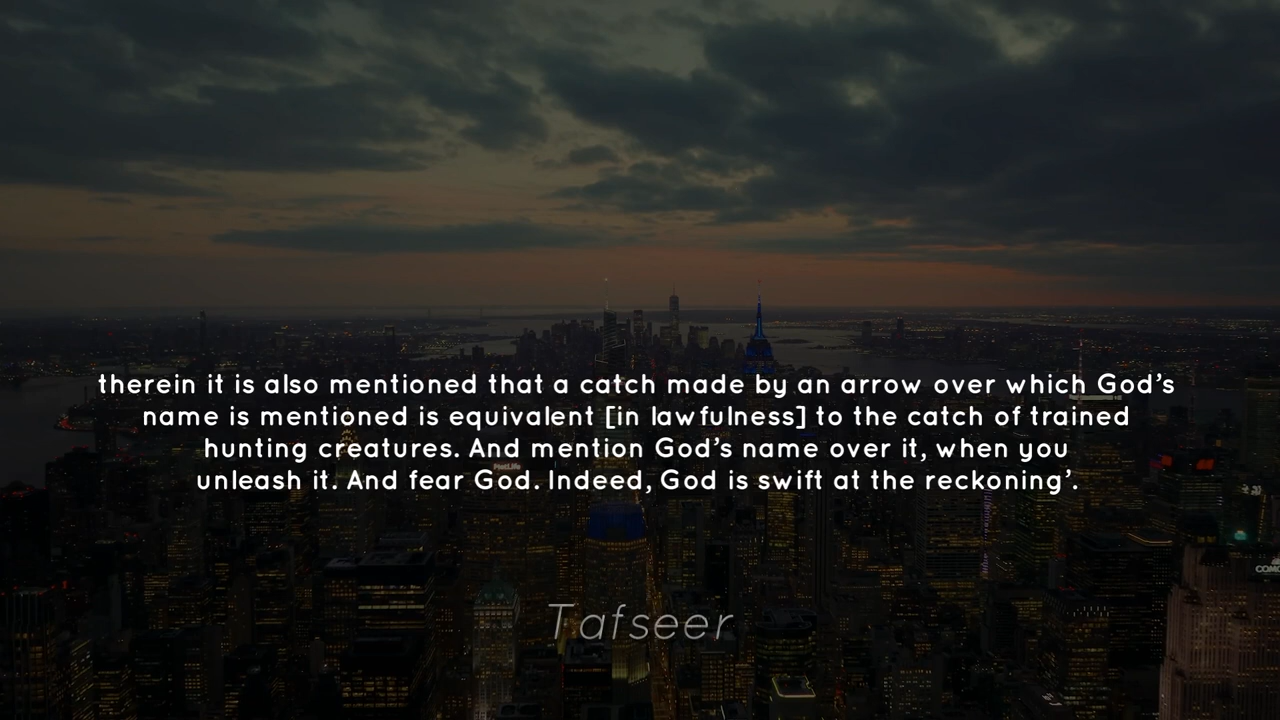 therein it is also mentioned that a catch made by an arrow over which God’s
name is mentioned is equivalent [in lawfulness] to the catch of trained
hunting creatures. And mention God’s name over it, when you
unleash it. And fear God. Indeed, God is swift at the reckoning’.
MetLife
Tafseer